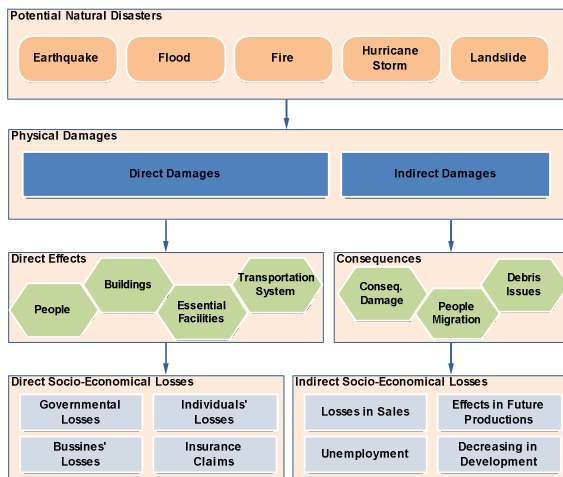 Potential Natural Disasters
Earthquake
Flood
Fire
Hurricane
Storm
Landslide
Physical Damages
Direct Damages
Indirect Damages
Direct Effects
People
Buildings
Essential
Facilities
Transportation
System
Consequences
Conseq.
Damage
People
Migration
Debris
Issues
Direct Socio-Economical Losses
Governmental
Losses
Individuals'
Losses
Bussines'
Losses
Insurance
Claims
Indirect Socio-Economical Losses
Losses in Sales
Effects in Future
Productions
Unemployment
Decreasing in
Development